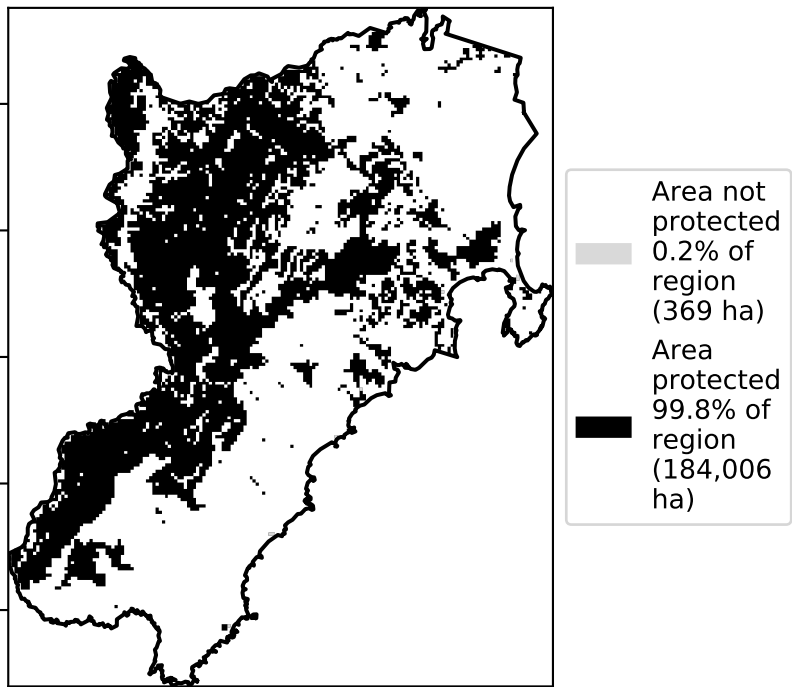 Area not
protected
0.2% of
region
(369 ha)
Area
protected
99.8% of
region
(184,006
ha)